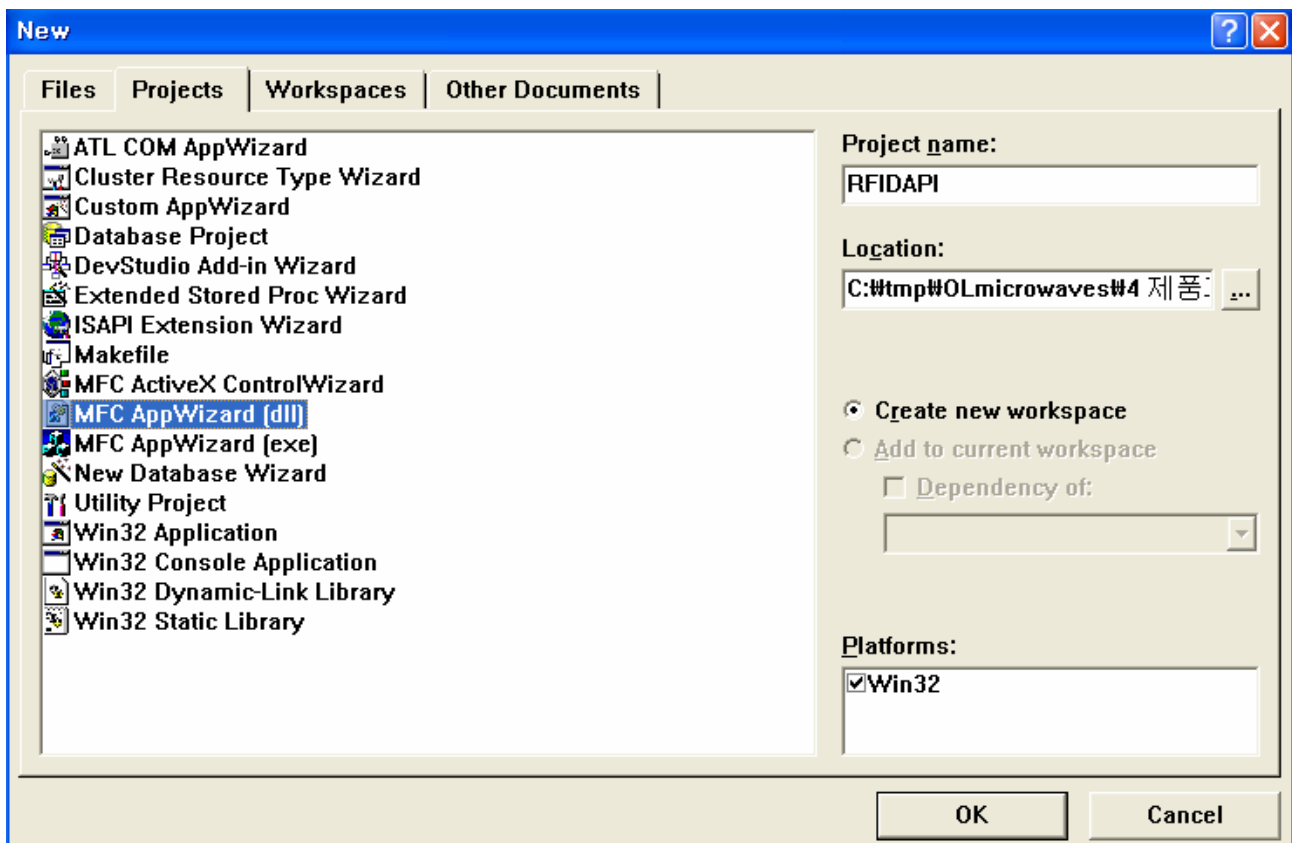 New
Files Projects Workspaces Other Documents
ATL COM AppWizard
Cluster Resource Type Wizard
Custom AppWizard
Database Project
DevStudio Add-in Wizard
Extended Stored Proc Wizard
ISAPI Extension Wizard
Makefile
MFC ActiveX ControlWizard
MFC AppWizard (dll)
MFC AppWizard (exe)
New Database Wizard
Utility Project
Win32 Application
Win32 Console Application
Win32 Dynamic-Link Library
Win32 Static Library
Project name:
RFIDAPI
Location:
C:₩tmp₩OLmicrowaves₩4 제품
...
Create new workspace
Add to current workspace
Dependency of:
Platforms:
Win32
OK Cancel